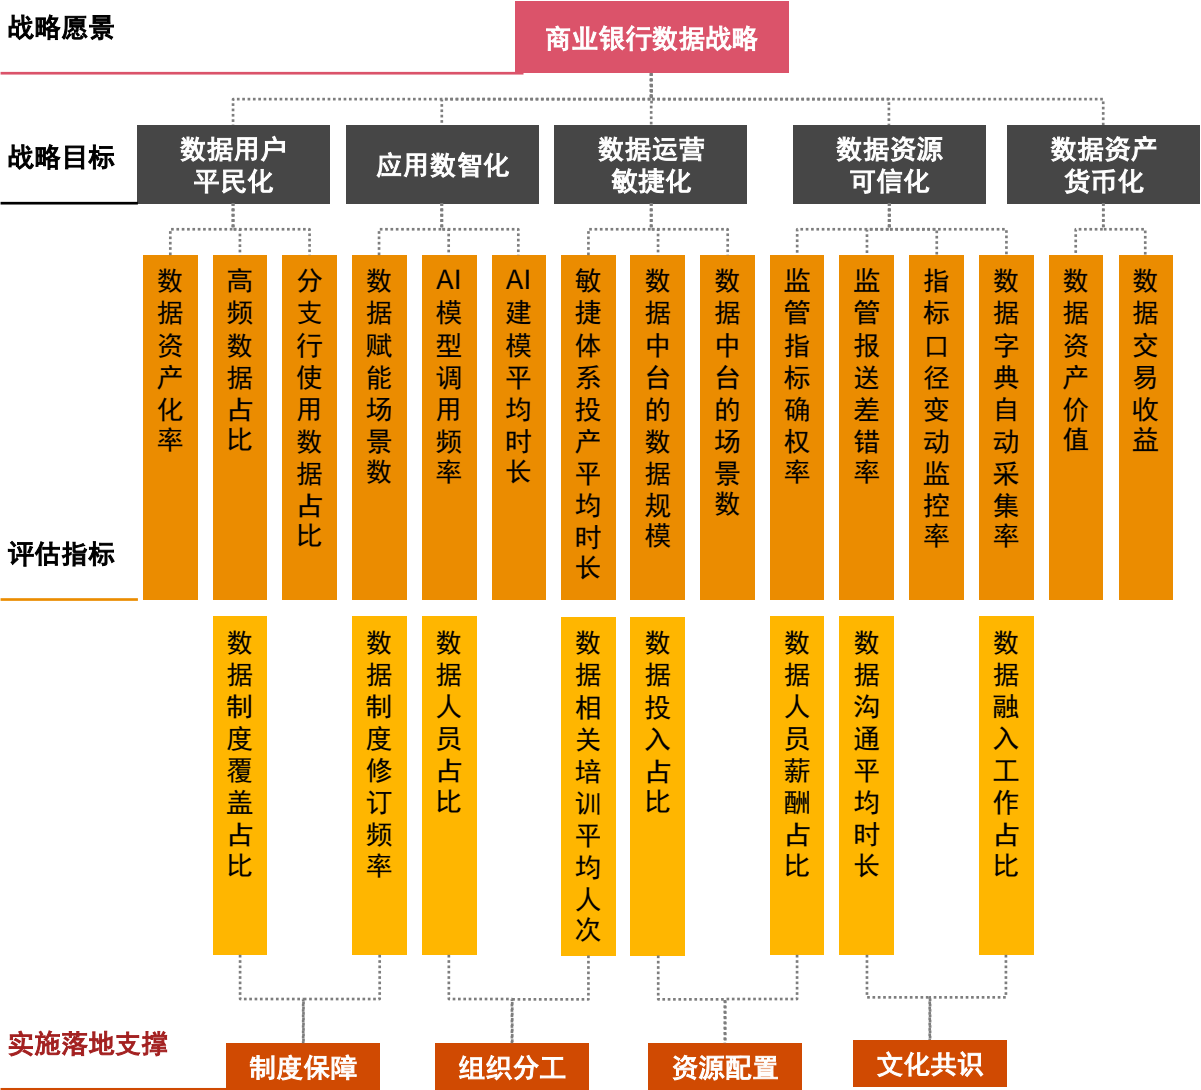 战略愿景
商业银行数据战略
战略目标
数据用户
平民化
应用数智化
数据运营
敏捷化
数据资源
可信化
数据资产
货币化
评估指标
数据资产化率
高频数据占比
分支行使用数据占比
数据赋能场景数
AI模型调用频率
AI建模平均时长
敏捷体系投产平均时长
数据中台的数据规模
数据中台的场景数
监管指标确权率
监管报送差错率
指标口径变动监控率
数据字典自动采集率
数据资产价值
数据交易收益
数据制度覆盖占比
数据制度修订频率
数据人员占比
数据相关培训平均人次
数据投入占比
数据人员薪酬占比
数据沟通平均时长
数据融入工作占比
实施落地支撑
制度保障
组织分工
资源配置
文化共识